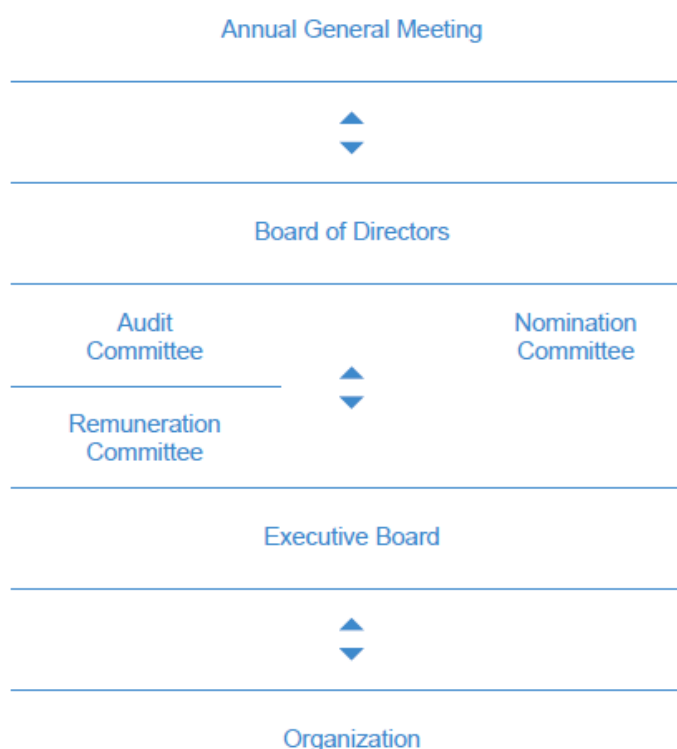 Annual General Meeting
Board of Directors
Audit
Committee
Nomination
Committee
Remuneration
Committee
Executive Board
Organization